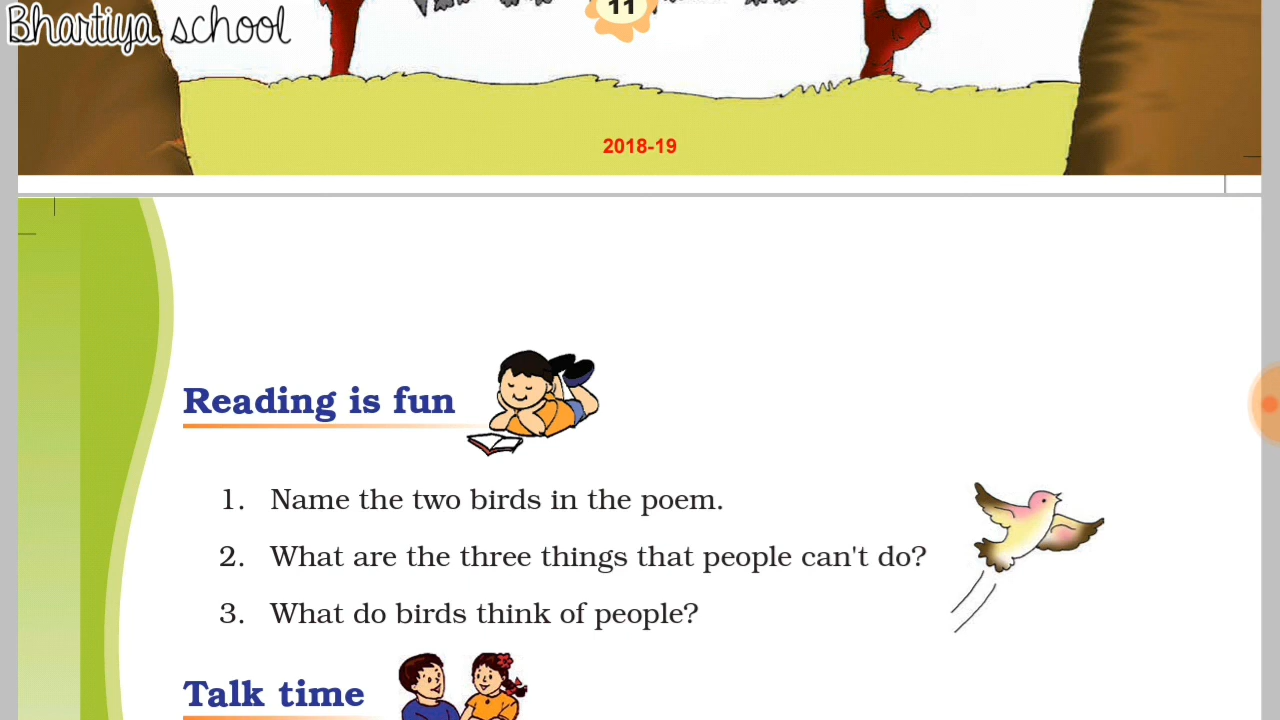 Bhartiya school
11
2018-19
Reading is fun
1. Name the two birds in the poem.
2. What are the three things that people can't do?
3. What do birds think of people?
Talk time